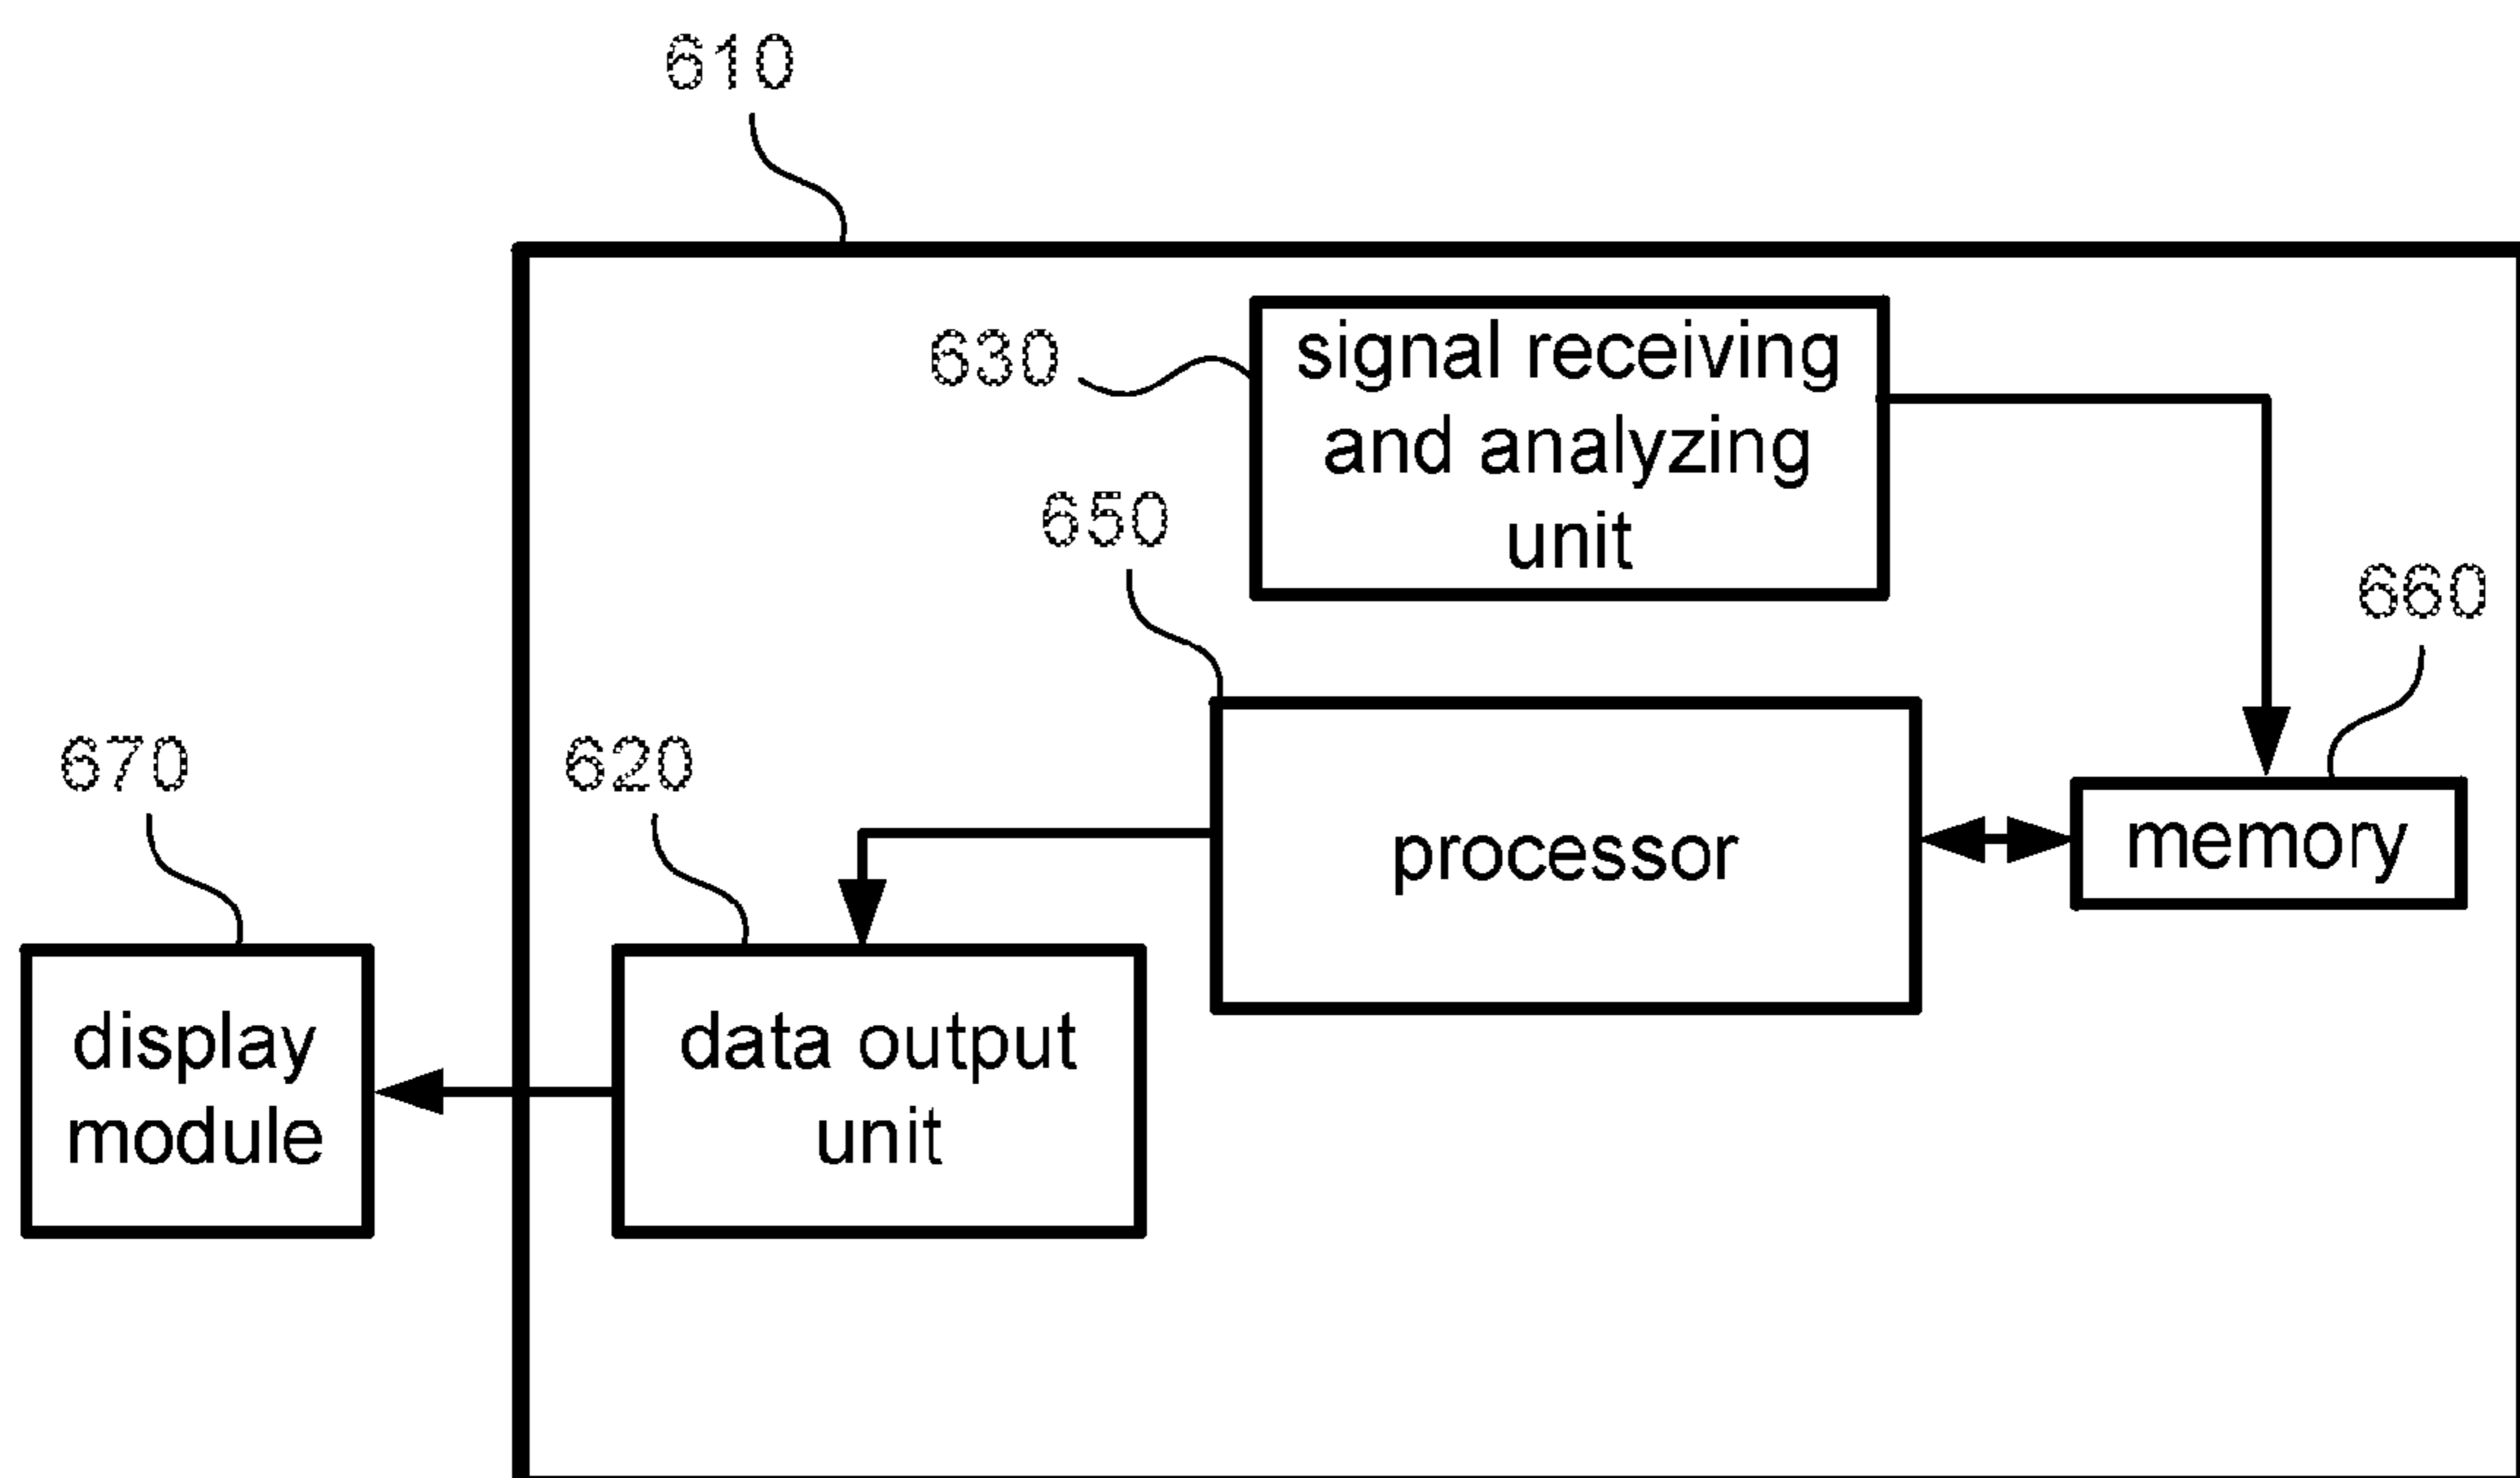 610
630
signal receiving
and analyzing
unit
650
660
670
620
processor
memory
display
module
data output
unit